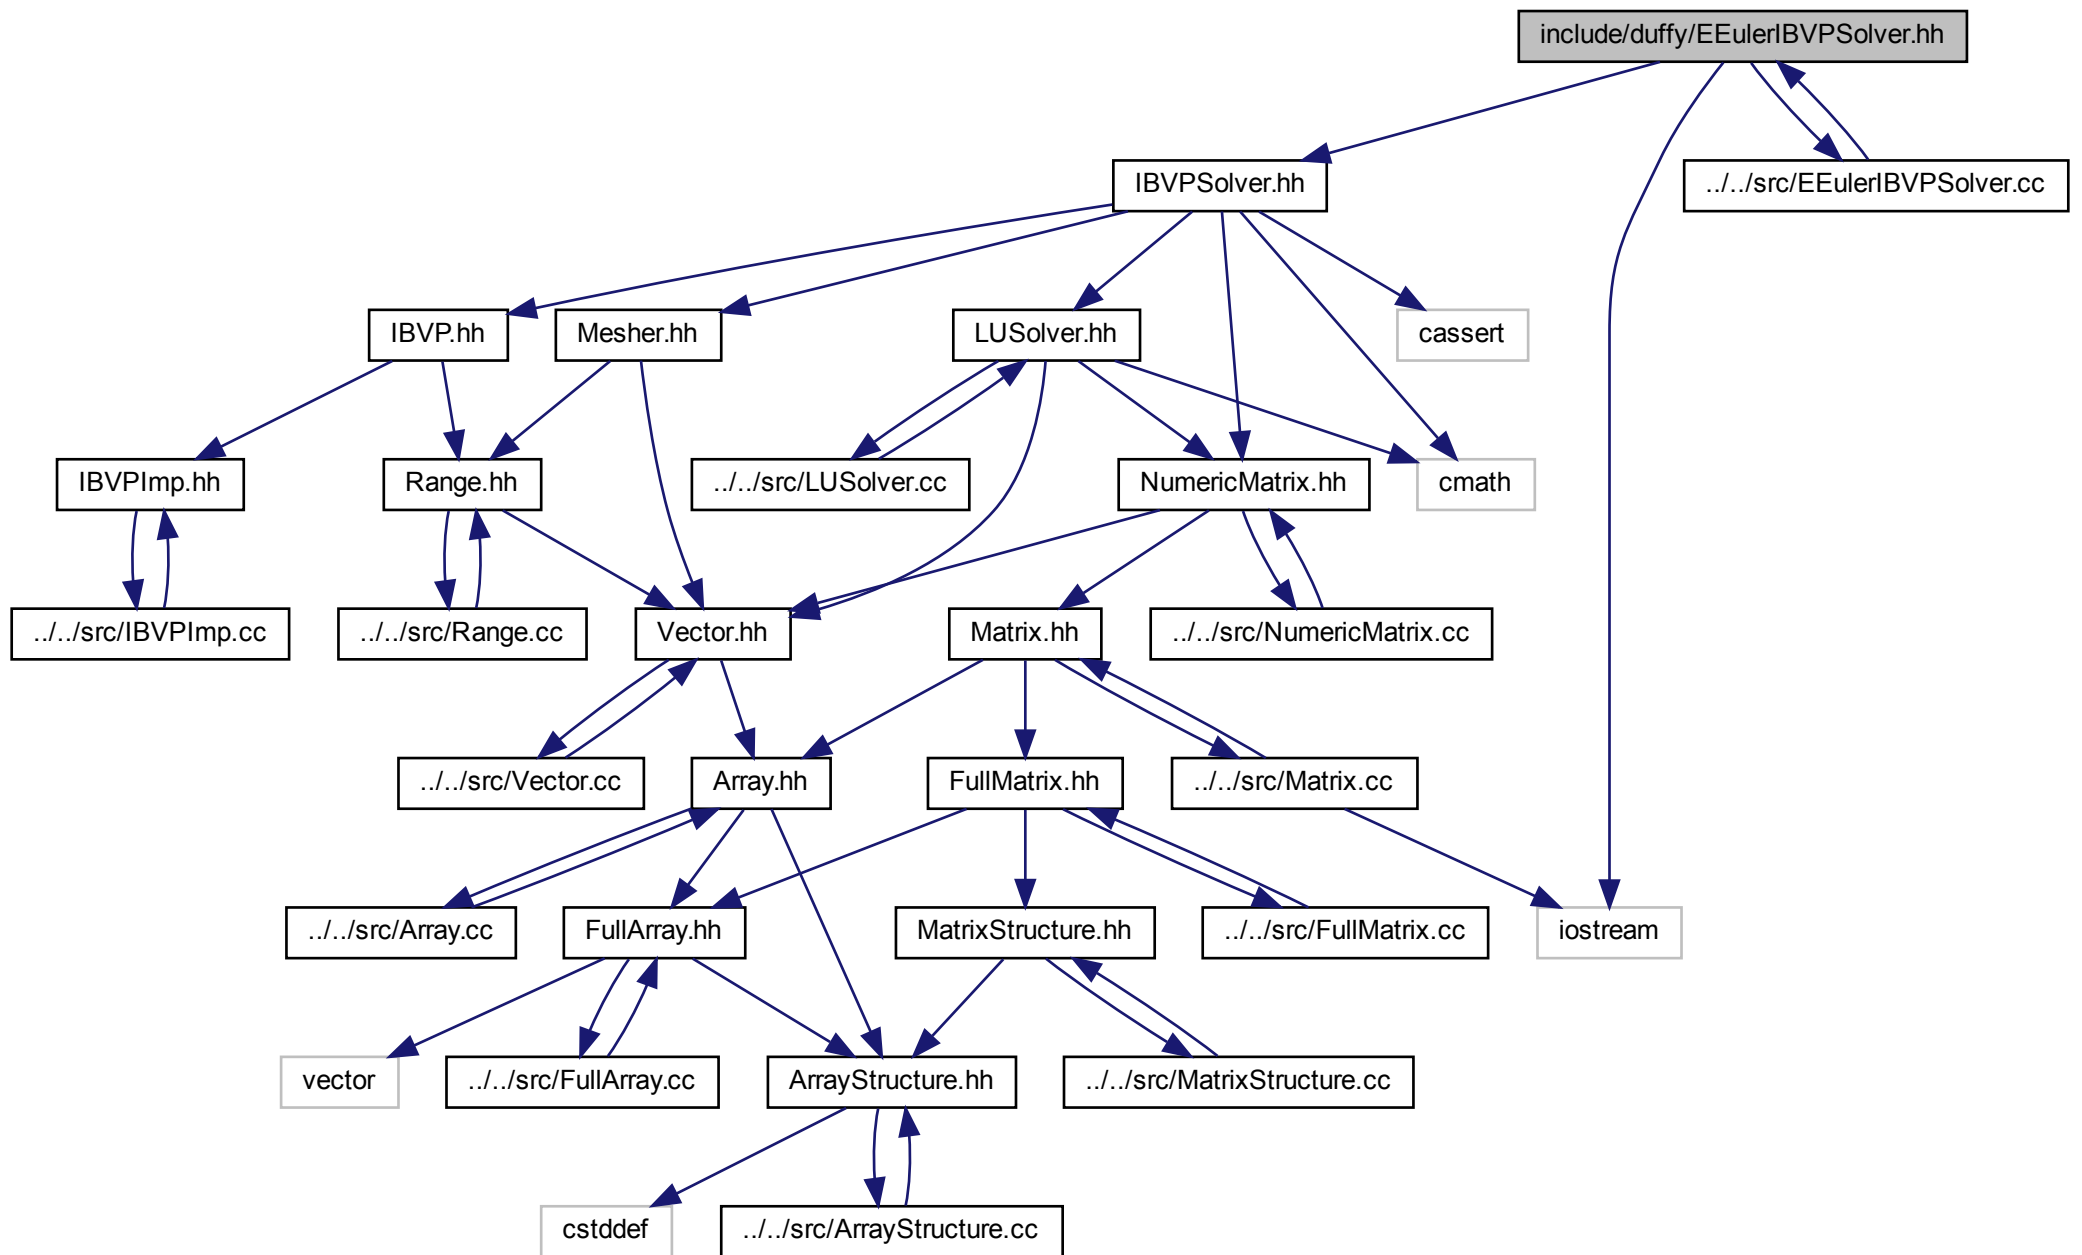 include/duffy/EEulerIBVPSolver.hh
IBVPSolver.hh
../../src/EEulerIBVPSolver.cc
IBVP.hh
Mesher.hh
LUSolver.hh
cassert
IBVPImp.hh
Range.hh
../../src/LUSolver.cc
NumericMatrix.hh
cmath
../../src/IBVPImp.cc
../../src/Range.cc
Vector.hh
Matrix.hh
../../src/NumericMatrix.cc
../../src/Vector.cc
Array.hh
FullMatrix.hh
../../src/Matrix.cc
../../src/Array.cc
FullArray.hh
MatrixStructure.hh
../../src/FullMatrix.cc
iostream
vector
../../src/FullArray.cc
ArrayStructure.hh
../../src/MatrixStructure.cc
cstddef
../../src/ArrayStructure.cc